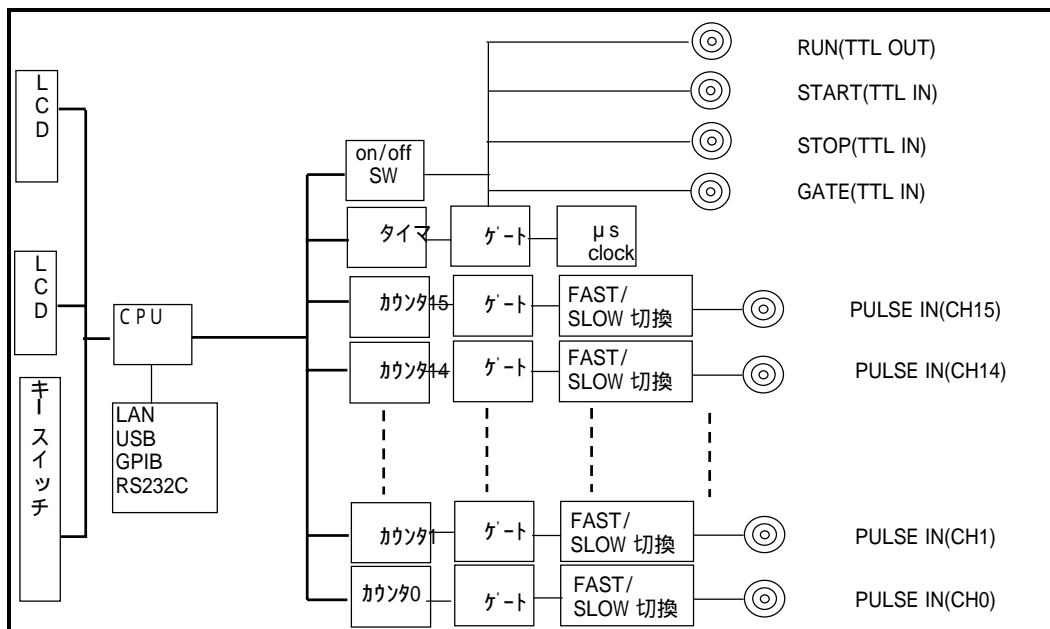 LCD
RUN(TTL OUT)
START(TTL IN)
STOP(TTL IN)
GATE(TTL IN)
on/off
SW
タイマ
ｹﾞｰﾄ
μs
clock
LCD
CPU
LAN
USB
GPIB
RS232C
キースイッチ
ｶｳﾝﾀ15
ｹﾞｰﾄ
FAST/
SLOW 切換
PULSE IN(CH15)
ｶｳﾝﾀ14
ｹﾞｰﾄ
FAST/
SLOW 切換
PULSE IN(CH14)
ｶｳﾝﾀ1
ｹﾞｰﾄ
FAST/
SLOW 切換
PULSE IN(CH1)
ｶｳﾝﾀ0
ｹﾞｰﾄ
FAST/
SLOW 切換
PULSE IN(CH0)